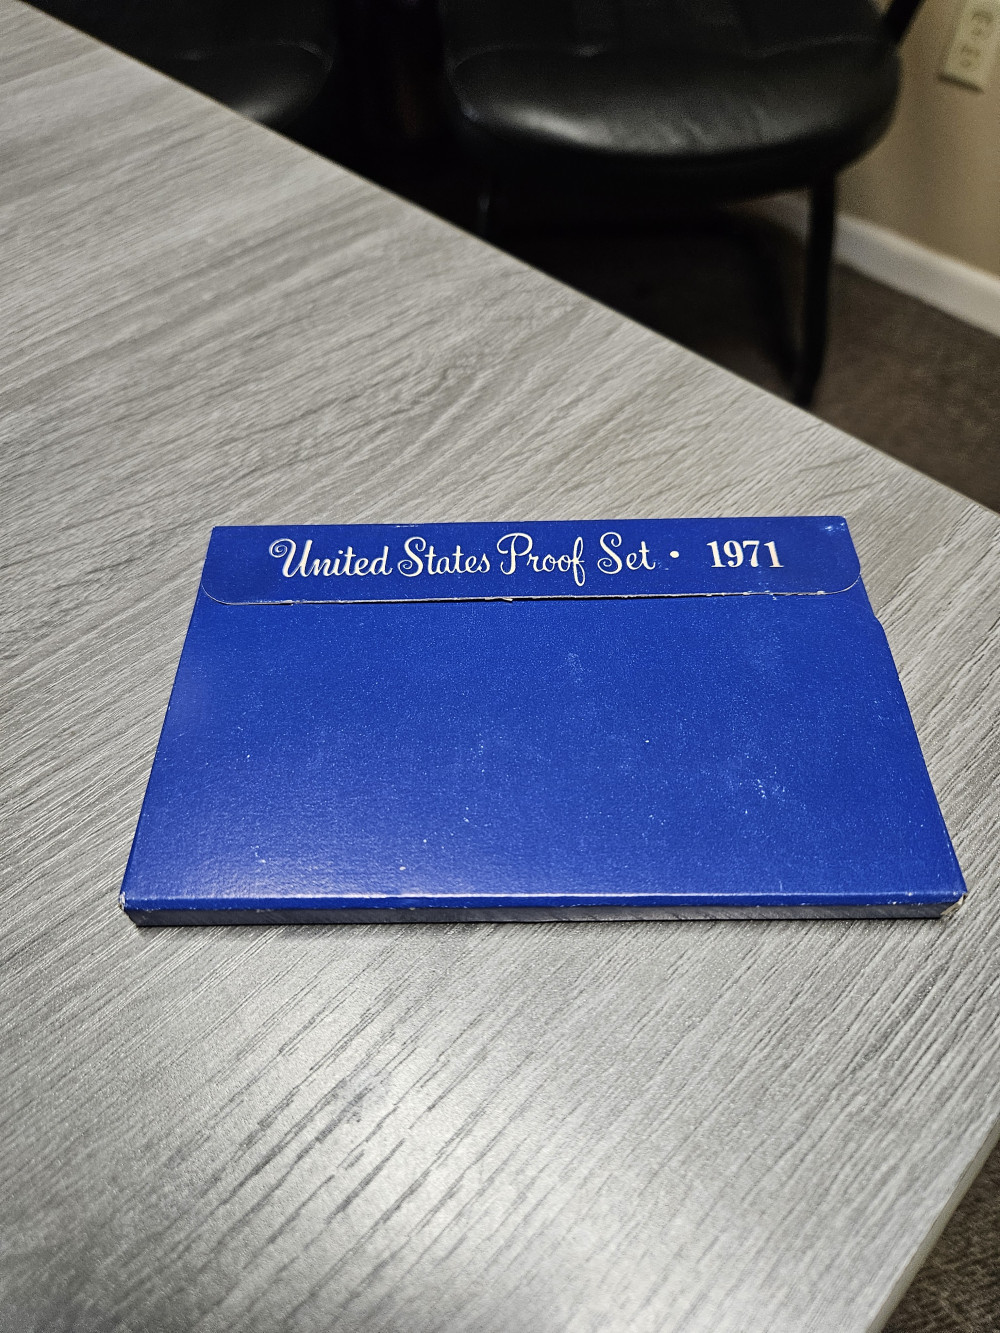 United States Proof Set • 1971